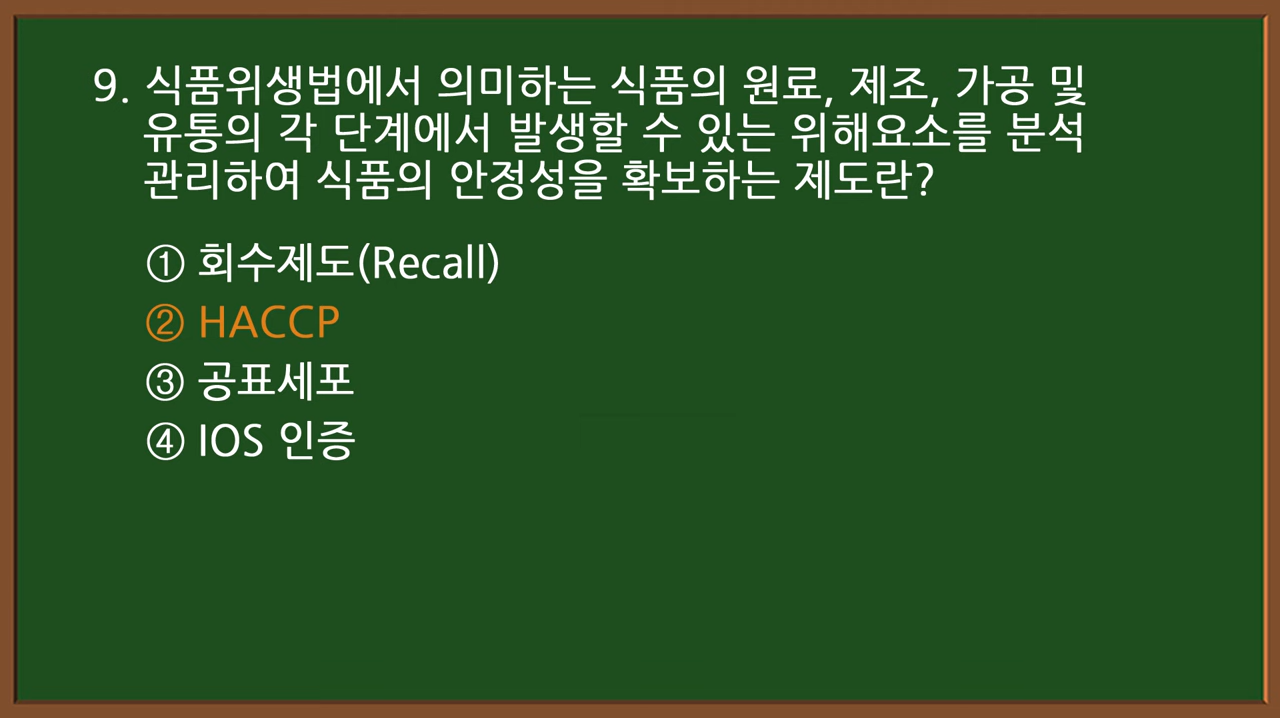 9. 식품위생법에서 의미하는 식품의 원료, 제조, 가공 및
유통의 각 단계에서 발생할 수 있는 위해요소를 분석
관리하여 식품의 안정성을 확보하는 제도란?
① 회수제도(Recall)
② HACCP
③ 공표세포
④ IOS 인증